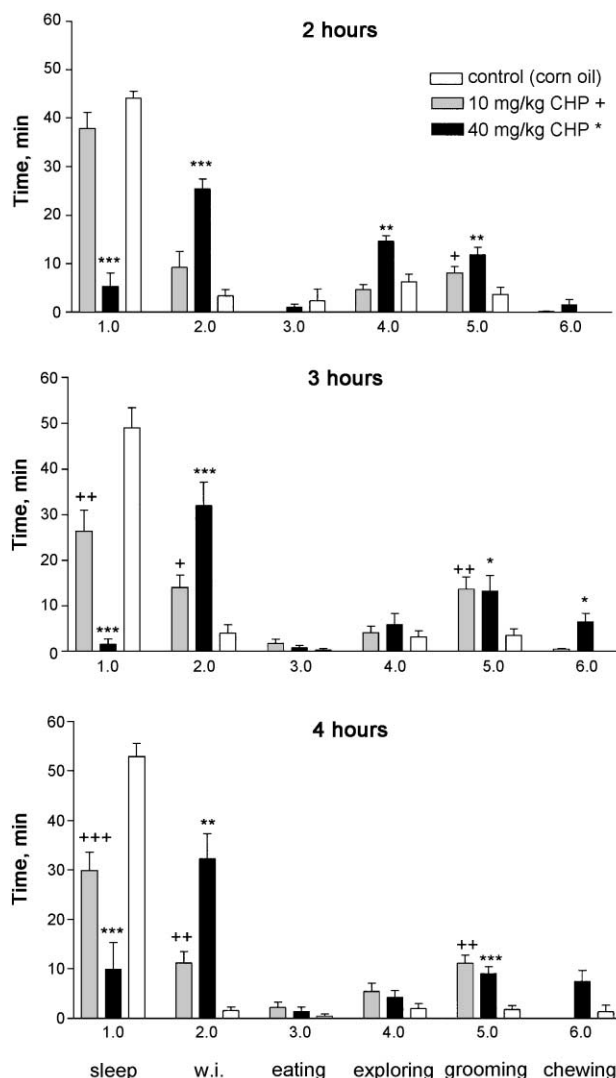 2 hours
control (corn oil)
10 mg/kg CHP +
40 mg/kg CHP *
Time, min
60
50
40
30
20
10
0
***
***
**
+ **
1.0 2.0 3.0 4.0 5.0 6.0
3 hours
Time, min
60
50
40
30
20
10
0
++
***
+
***
++
*
*
1.0 2.0 3.0 4.0 5.0 6.0
4 hours
Time, min
60
50
40
30
20
10
0
+++
***
++
**
++
***
1.0 2.0 3.0 4.0 5.0 6.0
sleep w.i. eating exploring grooming chewing